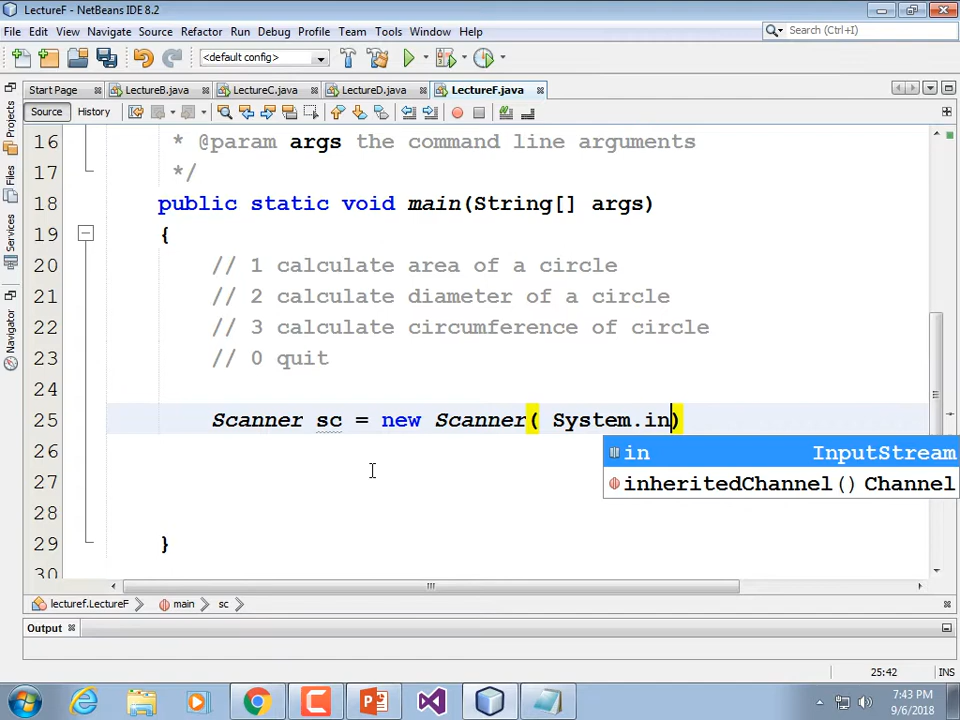 LectureF - NetBeans IDE 8.2
File Edit View Navigate Source Refactor Run Debug Profile Team Tools Window Help
Search (Ctrl+I)
<default config>
Start Page LectureB.java LectureC.java LectureD.java LectureF.java
Source History
Projects
Files
Services
Navigator
16 * @param args the command line arguments
17 */
18 public static void main(String[] args)
19 {
20 // 1 calculate area of a circle
21 // 2 calculate diameter of a circle
22 // 3 calculate circumference of circle
23 // 0 quit
24
25 Scanner sc = new Scanner( System.in)
26 in InputStream
27 inheritedChannel() Channel
28
29 }
30
lecturef.LectureF main sc
Output
25:42 INS
7:43 PM
9/6/2018